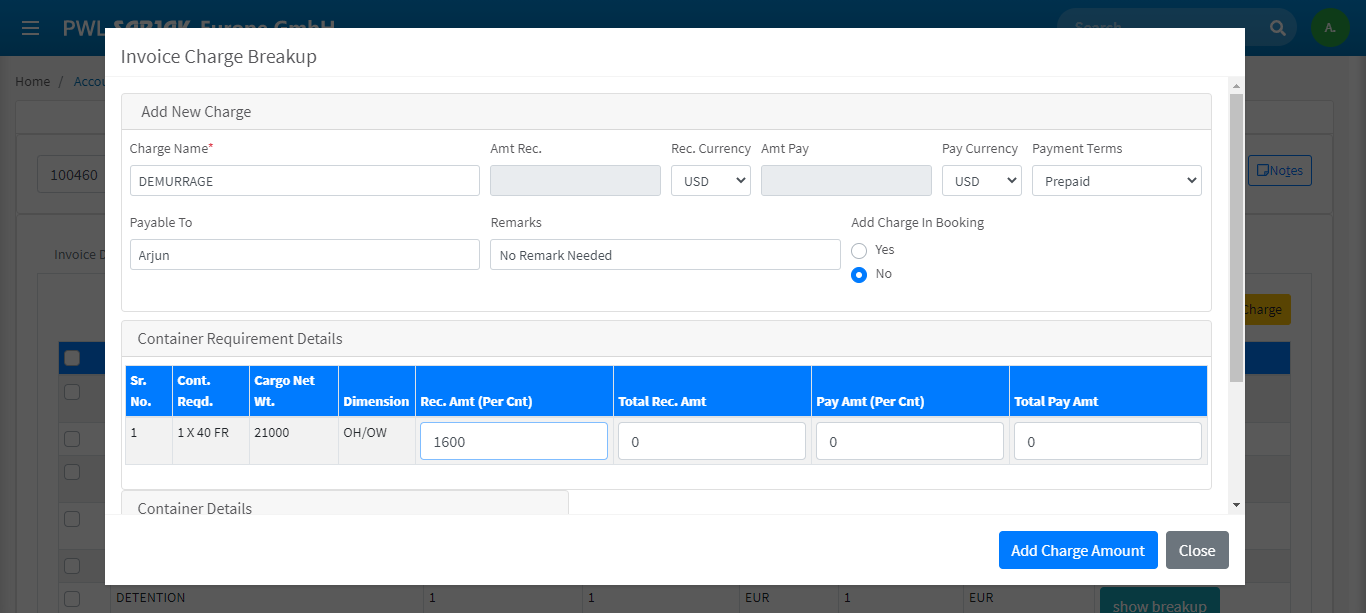 PWL SARJAK Europe GmbH
Search
A.
Invoice Charge Breakup
Home / Accou
Add New Charge
Charge Name* Amt Rec. Rec. Currency Amt Pay Pay Currency Payment Terms
100460 DEMURRAGE USD USD Prepaid Notes
Payable To Remarks Add Charge In Booking
Invoice D Arjun No Remark Needed Yes
No
Charge
Container Requirement Details
Sr. No. Cont. Reqd. Cargo Net Wt. Dimension Rec. Amt (Per Cnt) Total Rec. Amt Pay Amt (Per Cnt) Total Pay Amt
1 1 X 40 FR 21000 OH/OW 1600 0 0 0
Container Details
Add Charge Amount Close
DETENTION 1 1 EUR 1 EUR show breakup